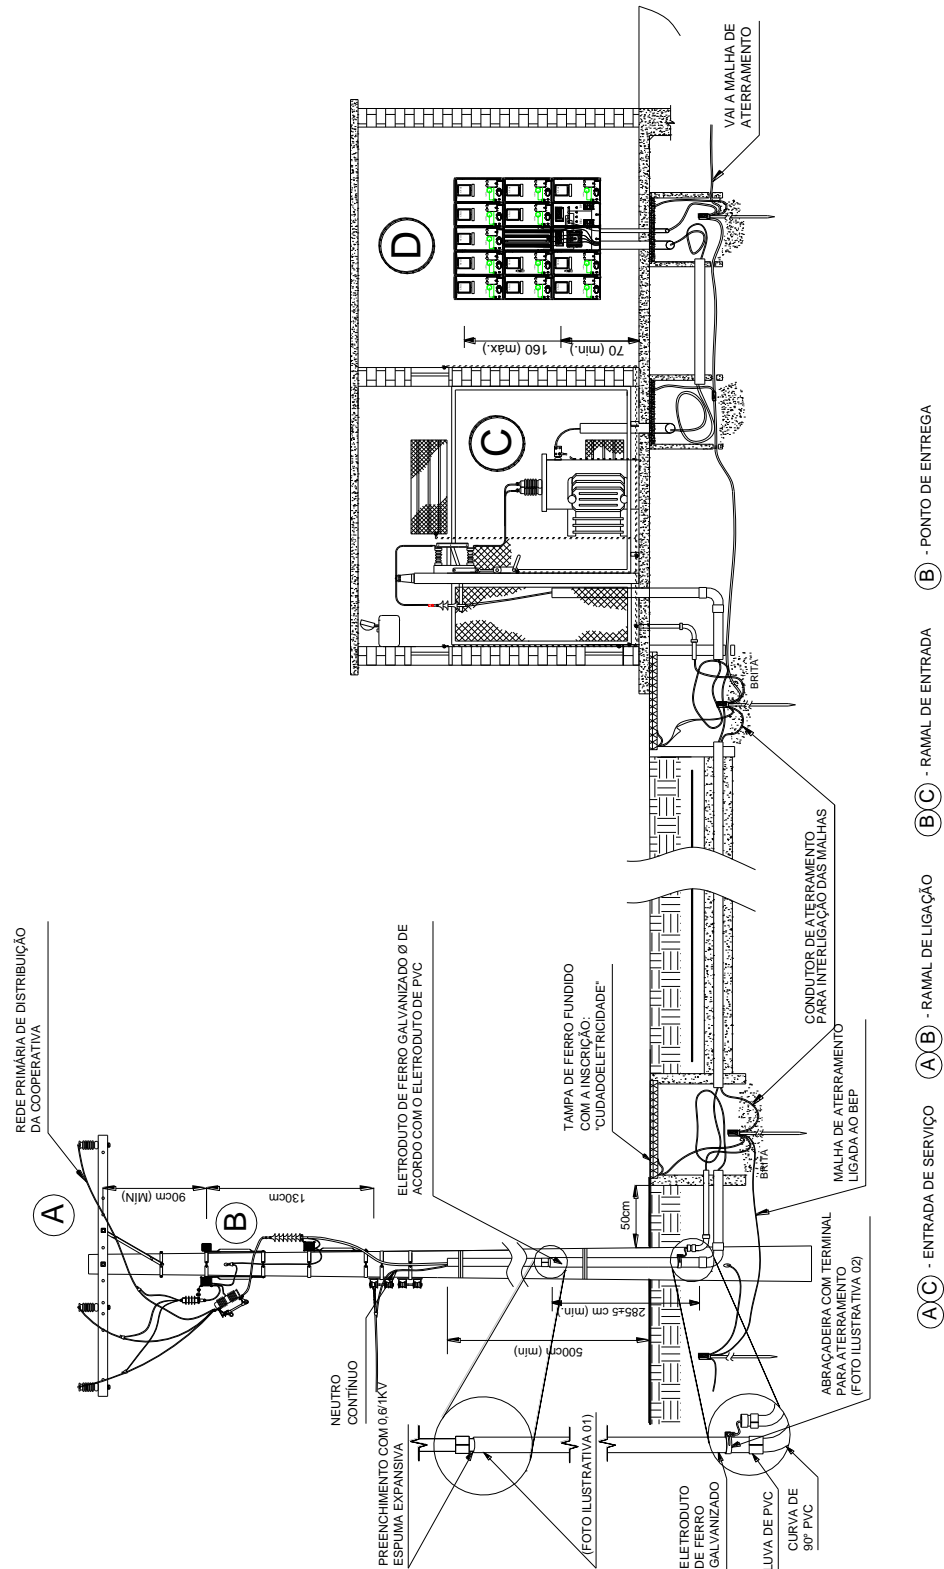 REDE PRIMÁRIA DE DISTRIBUIÇÃO
DA COOPERATIVA
A
90cm (MÍN)
B
130cm
NEUTRO
CONTÍNUO
PREENCHIMENTO COM 0,6/1KV
ESPUMA EXPANSIVA
ELETRODUTO DE FERRO GALVANIZADO Ø DE
ACORDO COM O ELETRODUTO DE PVC
500cm (min)
285±5 cm (min.)
(FOTO ILUSTRATIVA 01)
TAMPA DE FERRO FUNDIDO
COM A INSCRIÇÃO:
"CUDADOELETRICIDADE"
50cm
ELETRODUTO
DE FERRO
GALVANIZADO
LUVA DE PVC
CURVA DE
90° PVC
ABRAÇADEIRA COM TERMINAL
PARA ATERRAMENTO
(FOTO ILUSTRATIVA 02)
MALHA DE ATERRAMENTO
LIGADA AO BEP
BRITA
CONDUTOR DE ATERRAMENTO
PARA INTERLIGAÇÃO DAS MALHAS
BRITA
C
D
160 (máx.)
70 (min.)
VAI A MALHA DE
ATERRAMENTO
A C - ENTRADA DE SERVIÇO
A B - RAMAL DE LIGAÇÃO
B C - RAMAL DE ENTRADA
B - PONTO DE ENTREGA